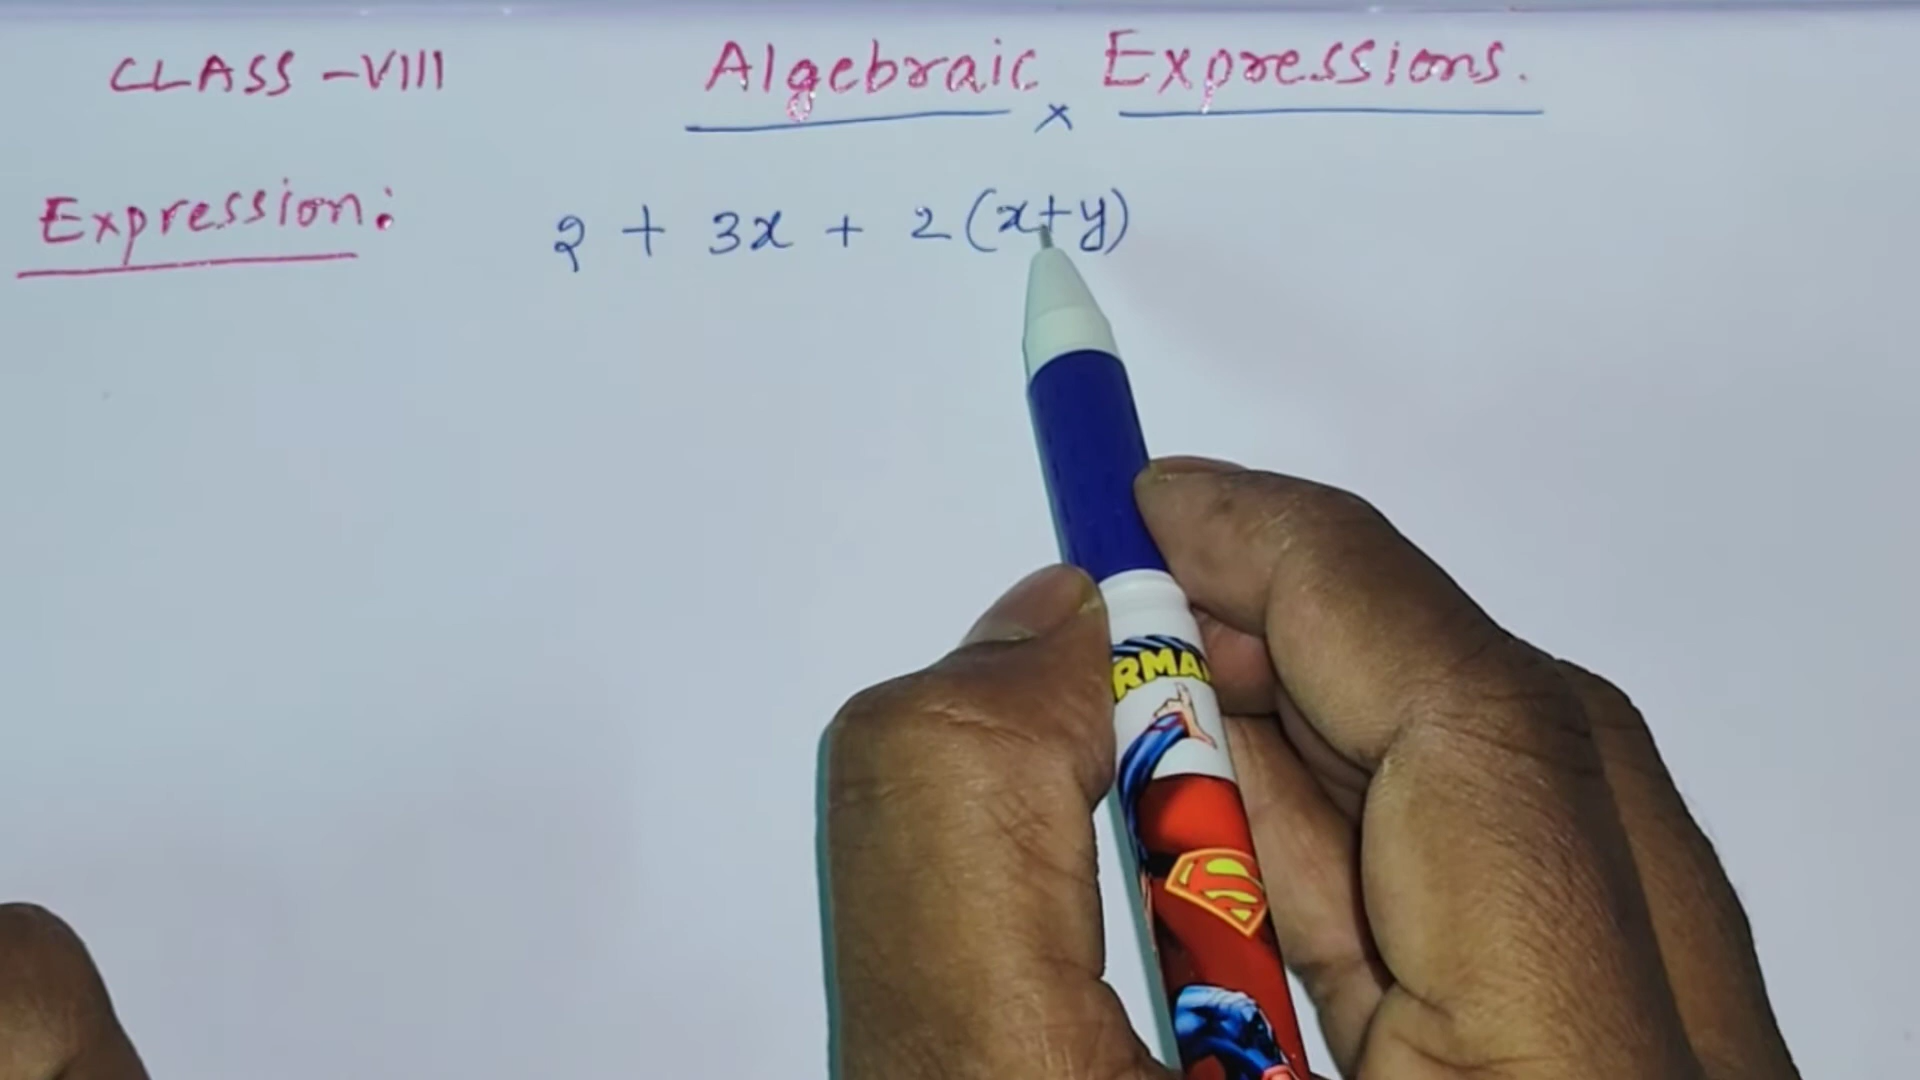 CLASS -VIII Algebraic Expressions.
x
Expression: 2 + 3x + 2 (x+y)